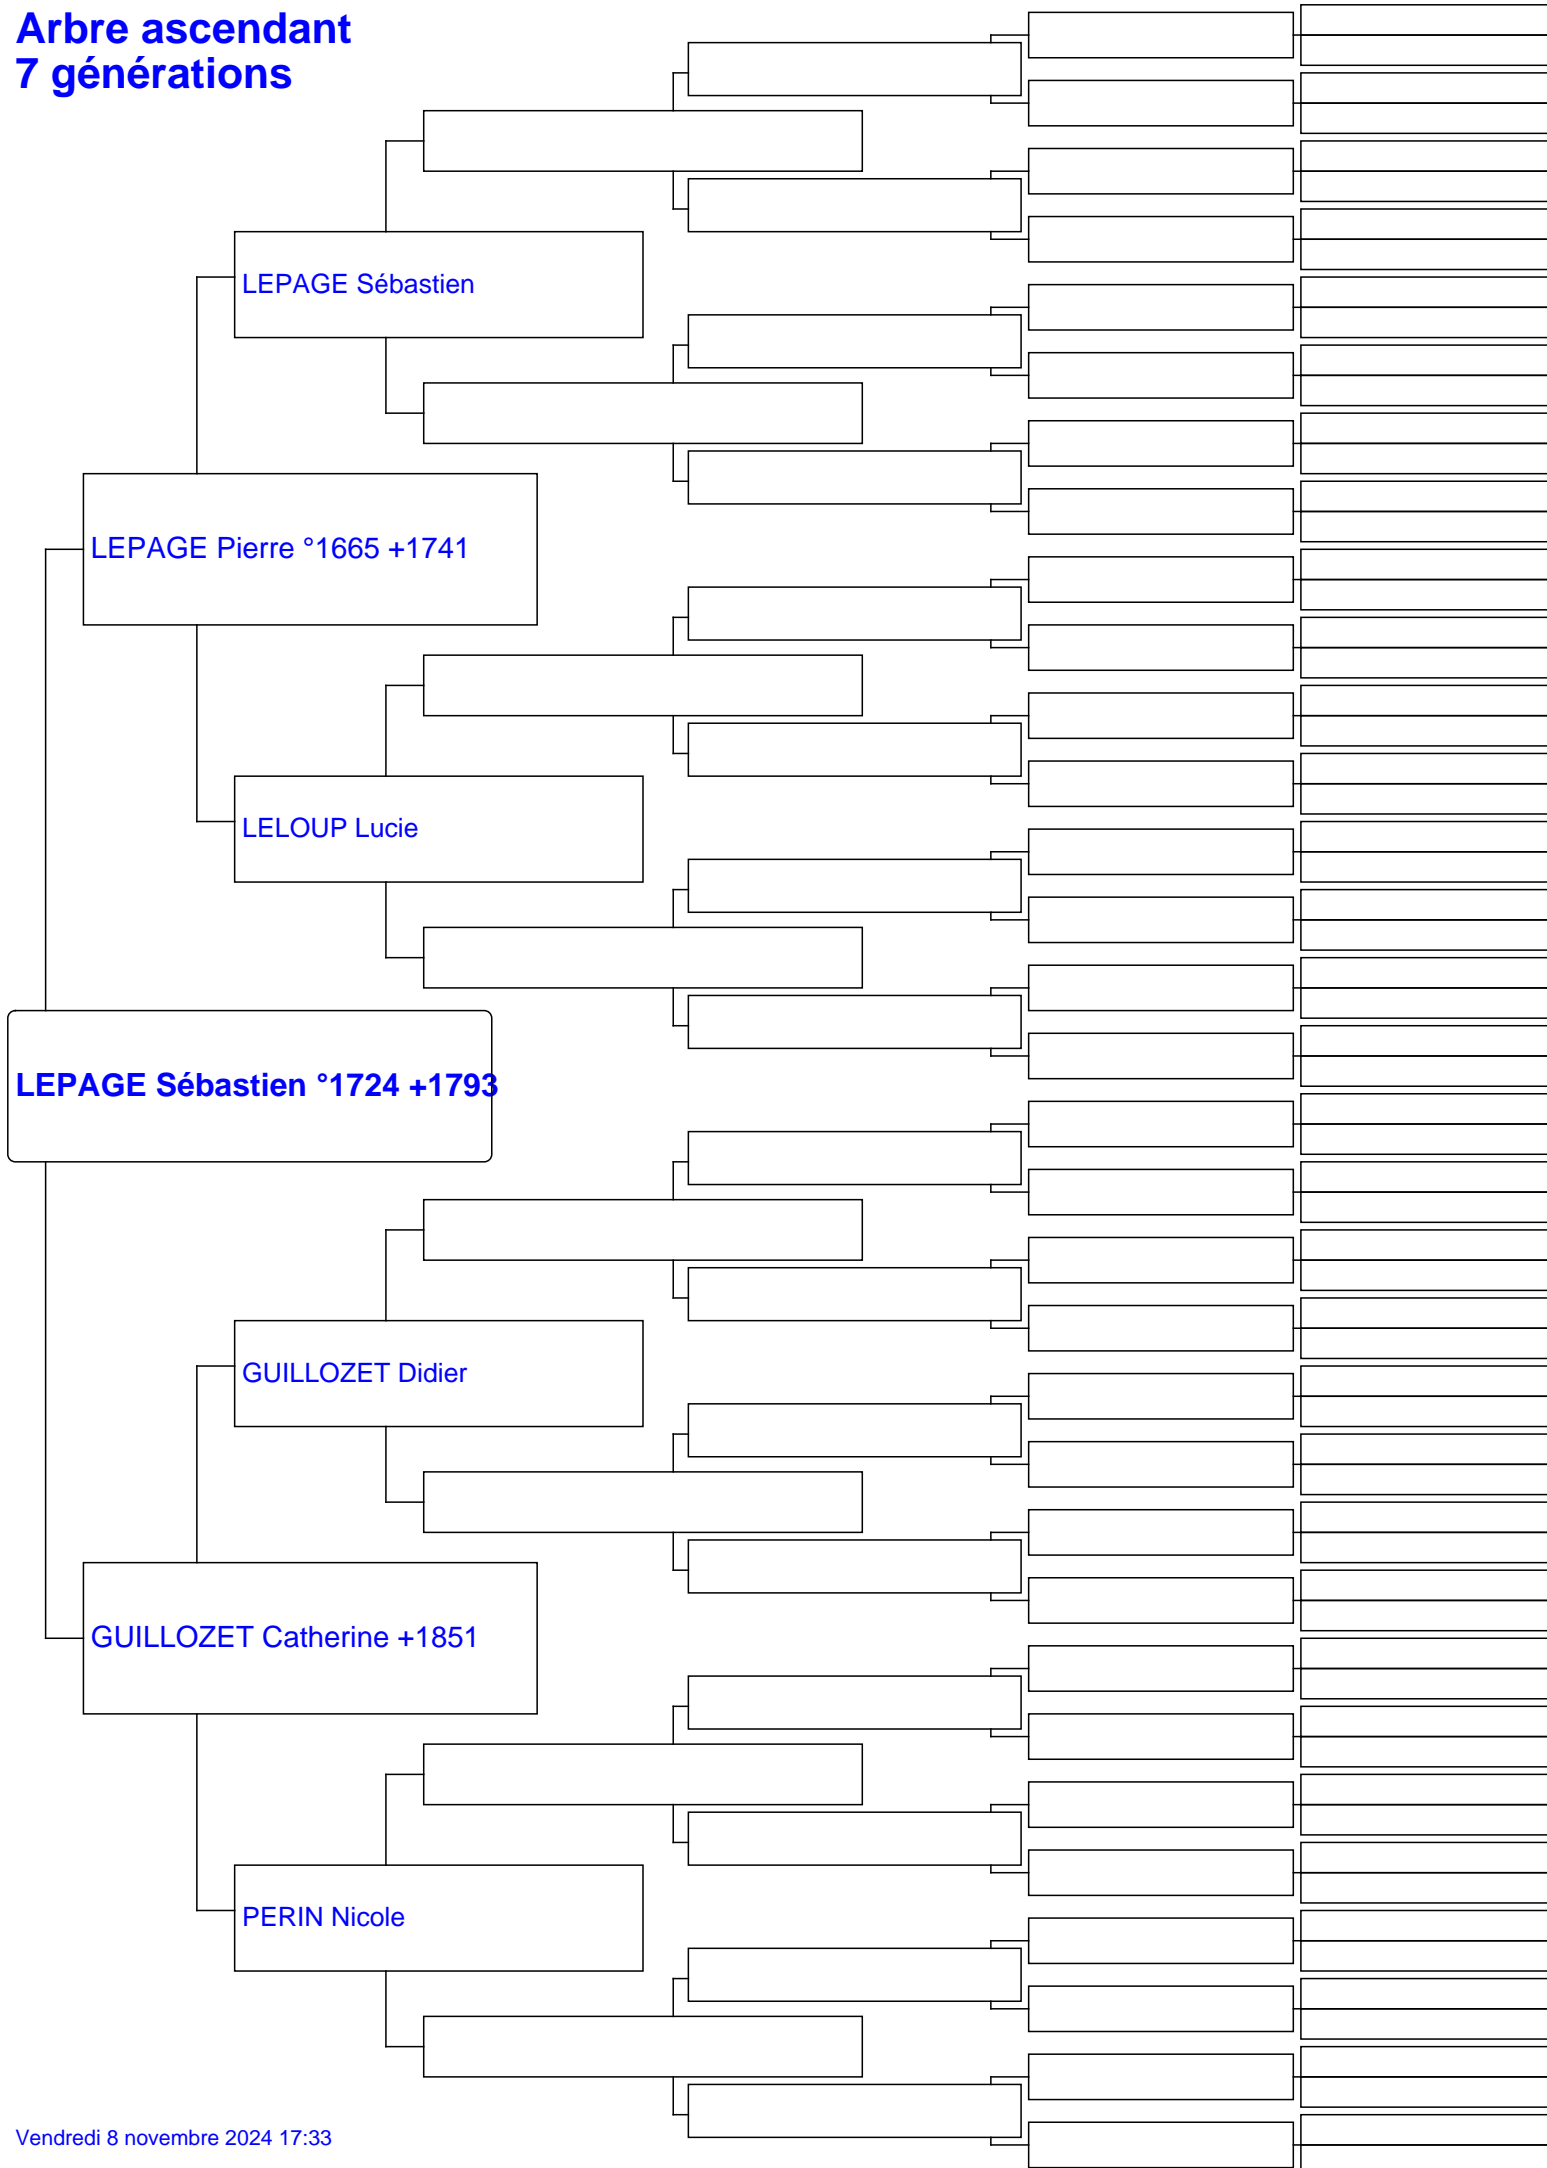 Arbre ascendant
7 générations
LEPAGE Sébastien
LEPAGE Pierre °1665 +1741
LELOUP Lucie
LEPAGE Sébastien °1724 +1793
GUILLOZET Didier
GUILLOZET Catherine +1851
PERIN Nicole
Vendredi 8 novembre 2024 17:33